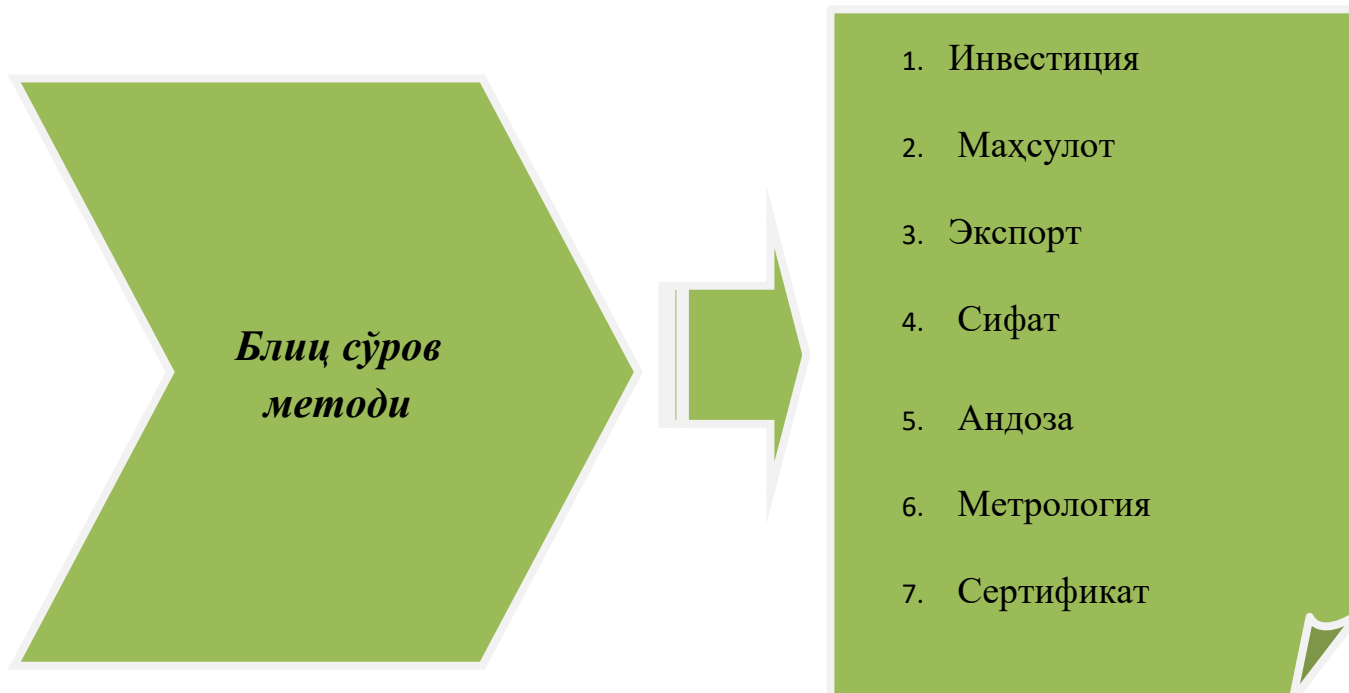 Блиц сўров
методи
1. Инвестиция
2. Маҳсулот
3. Экспорт
4. Сифат
5. Андоза
6. Метрология
7. Сертификат